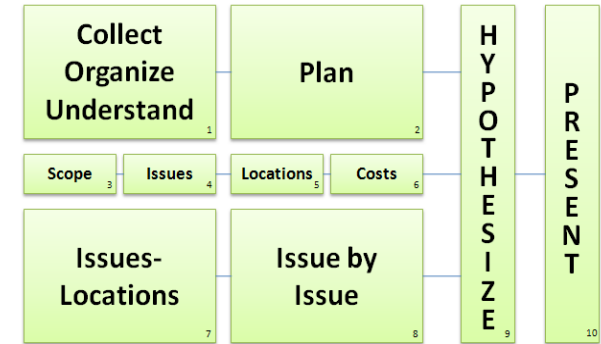 Collect
Organize
Understand
1
Plan
2
Scope
3
Issues
4
Locations
5
Costs
6
Issues-
Locations
7
Issue by
Issue
8
HYPOTHESIZE
9
PRESENT
10